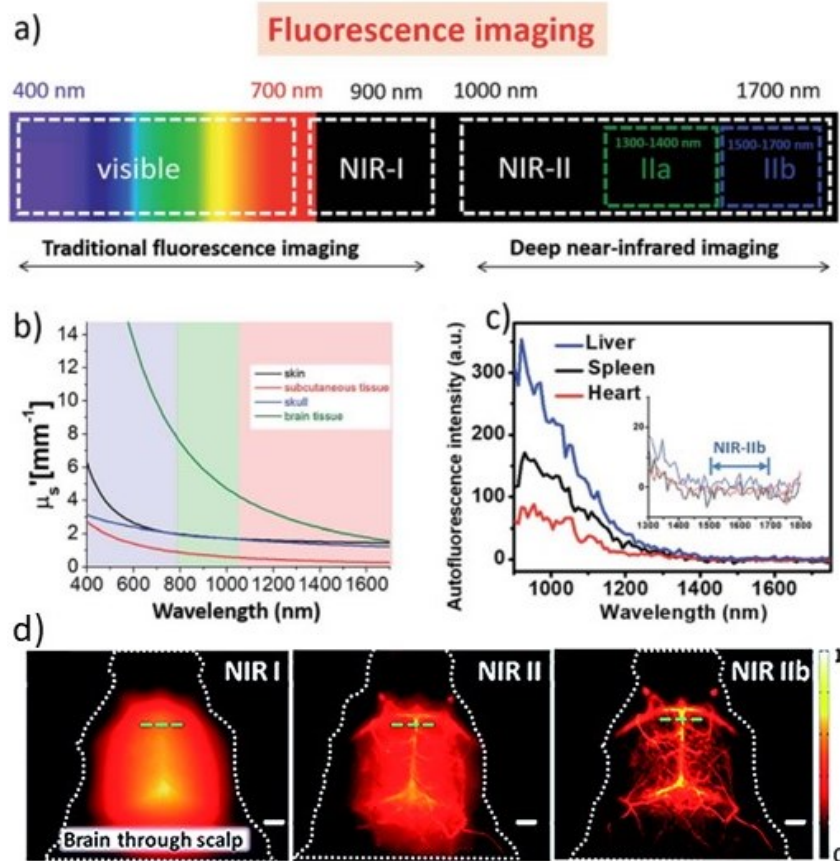 a)
Fluorescence imaging
400 nm
700 nm
900 nm
1000 nm
1700 nm
visible
NIR-I
NIR-II
1300-1400 nm
IIa
1500-1700 nm
IIb
Traditional fluorescence imaging
Deep near-infrared imaging
b)
14
12
10
8
6
4
2
0
μs'[mm-1]
skin
subcutaneous tissue
skull
brain tissue
400 600 800 1000 1200 1400 1600
Wavelength (nm)
c)
300
200
100
0
Autofluorescence intensity (a.u.)
Liver
Spleen
Heart
20
0
NIR-IIb
1300 1400 1500 1600 1700 1800
1000 1200 1400 1600
Wavelength (nm)
d)
NIR I
Brain through scalp
NIR II
NIR IIb
1